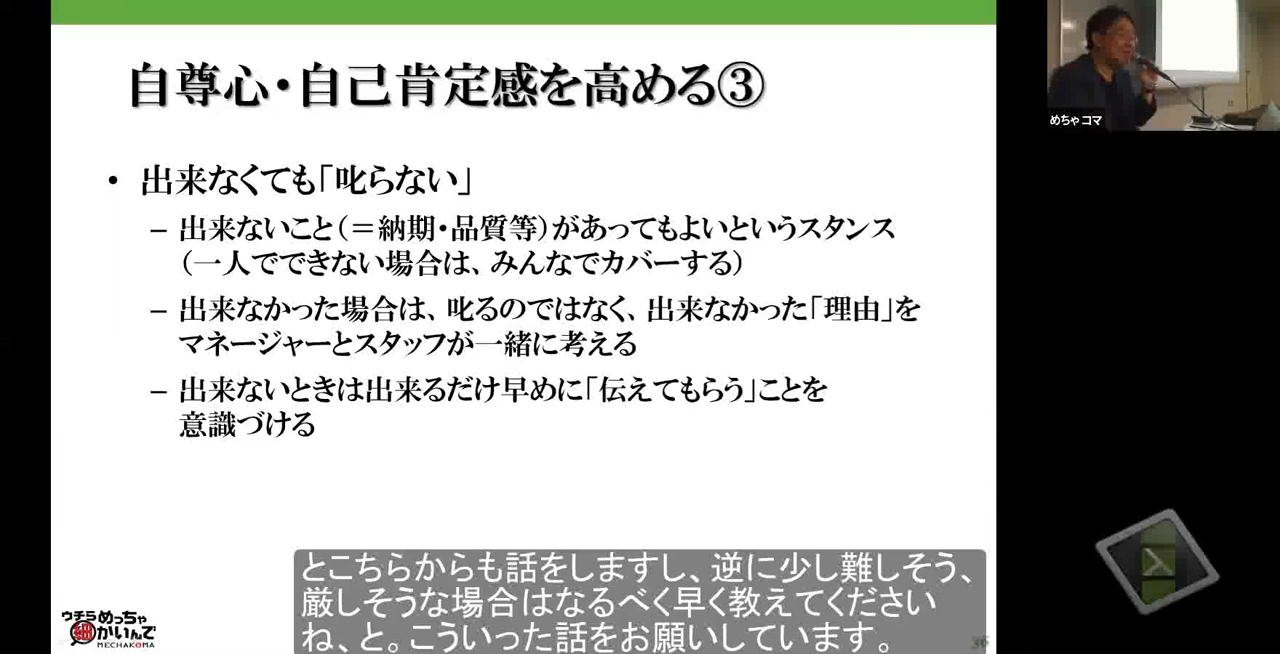 自尊心・自己肯定感を高める③
めちゃ コマ
• 出来なくても「叱らない」
– 出来ないこと(＝納期・品質等)があってもよいというスタンス
(一人でできない場合は、みんなでカバーする)
– 出来なかった場合は、叱るのではなく、出来なかった「理由」を
マネージャーとスタッフが一緒に考える
– 出来ないときは出来るだけ早めに「伝えてもらう」ことを
意識づける
とこちらからも話をしますし、逆に少し難しそう、
厳しそうな場合はなるべく早く教えてください
ね、と。こういった話をお願いしています。
ウチらめっちゃ
細かいんで
MECHAKOMA
36